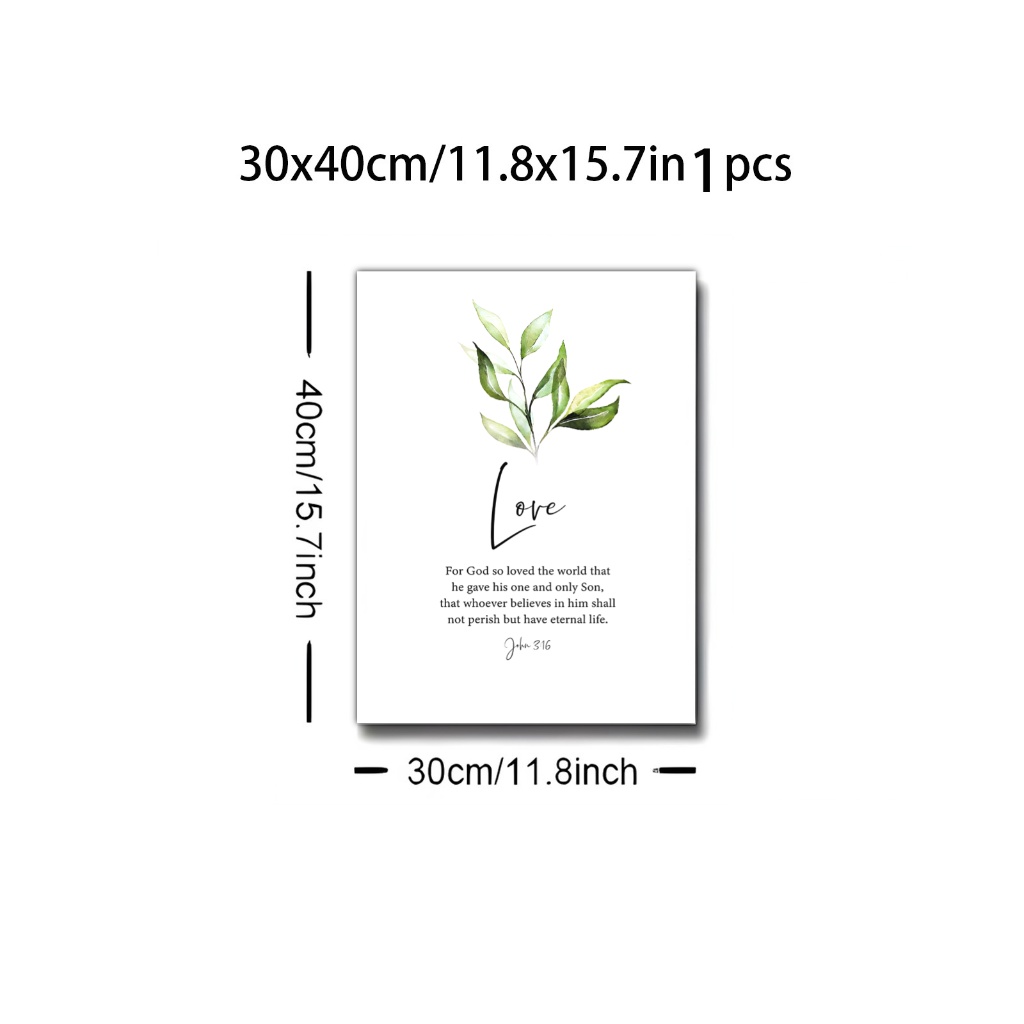 30x40cm/11.8x15.7in1pcs
40cm/15.7inch
Love
For God so loved the world that
he gave his one and only Son,
that whoever believes in him shall
not perish but have eternal life.
John 3:16
30cm/11.8inch